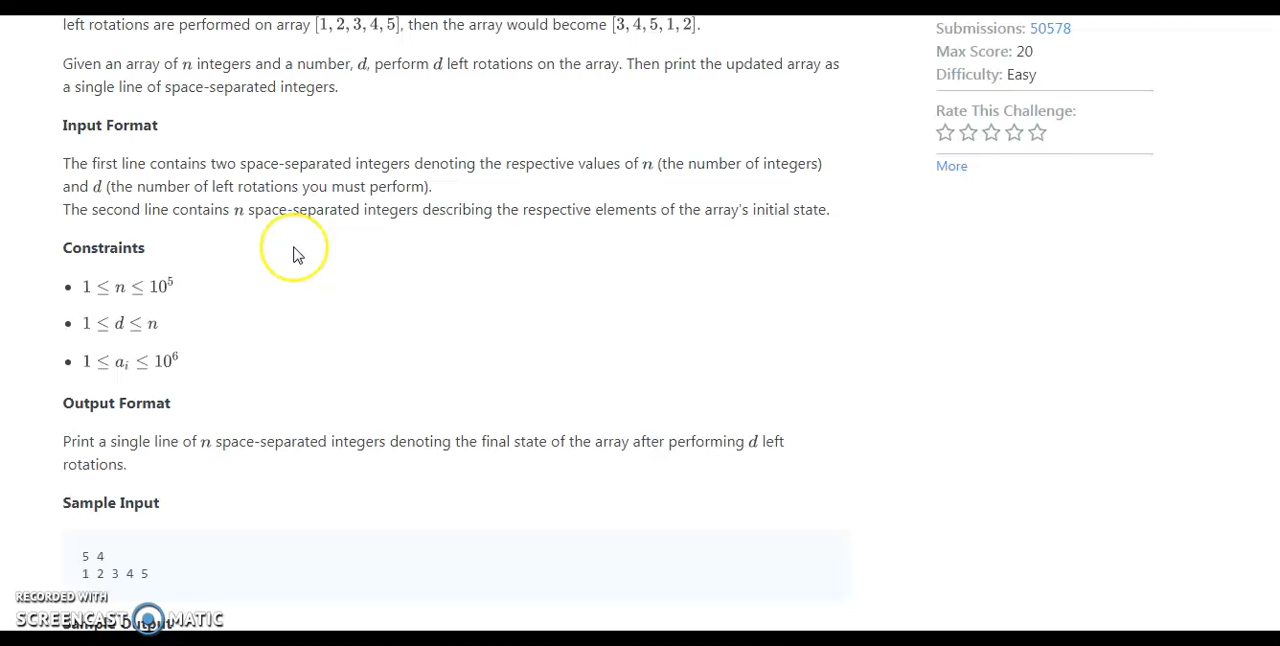 left rotations are performed on array [1, 2, 3, 4, 5], then the array would become [3, 4, 5, 1, 2].
Given an array of n integers and a number, d, perform d left rotations on the array. Then print the updated array as
a single line of space-separated integers.
Input Format
The first line contains two space-separated integers denoting the respective values of n (the number of integers)
and d (the number of left rotations you must perform).
The second line contains n space-separated integers describing the respective elements of the array's initial state.
Constraints
• 1 ≤ n ≤ 10⁵
• 1 ≤ d ≤ n
• 1 ≤ aᵢ ≤ 10⁶
Output Format
Print a single line of n space-separated integers denoting the final state of the array after performing d left
rotations.
Sample Input
5 4
1 2 3 4 5
Sample Output
Submissions: 50578
Max Score: 20
Difficulty: Easy
Rate This Challenge:
More
RECORDED WITH
SCREENCAST MATIC